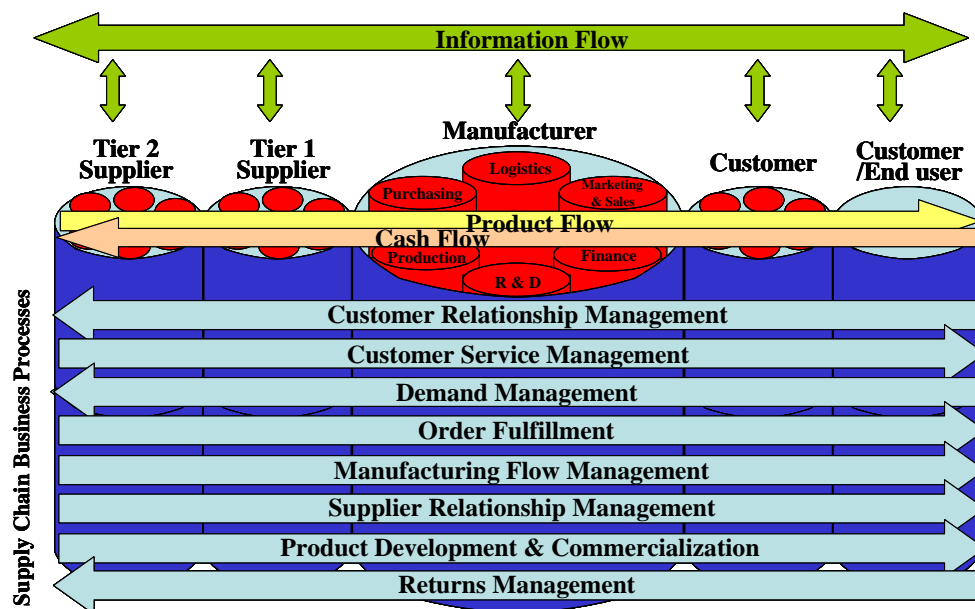 Information Flow
Tier 2
Supplier
Tier 1
Supplier
Manufacturer
Customer
Customer
/End user
Logistics
Purchasing
Marketing
& Sales
Product Flow
Cash Flow
Production
Finance
R & D
Supply Chain Business Processes
Customer Relationship Management
Customer Service Management
Demand Management
Order Fulfillment
Manufacturing Flow Management
Supplier Relationship Management
Product Development & Commercialization
Returns Management